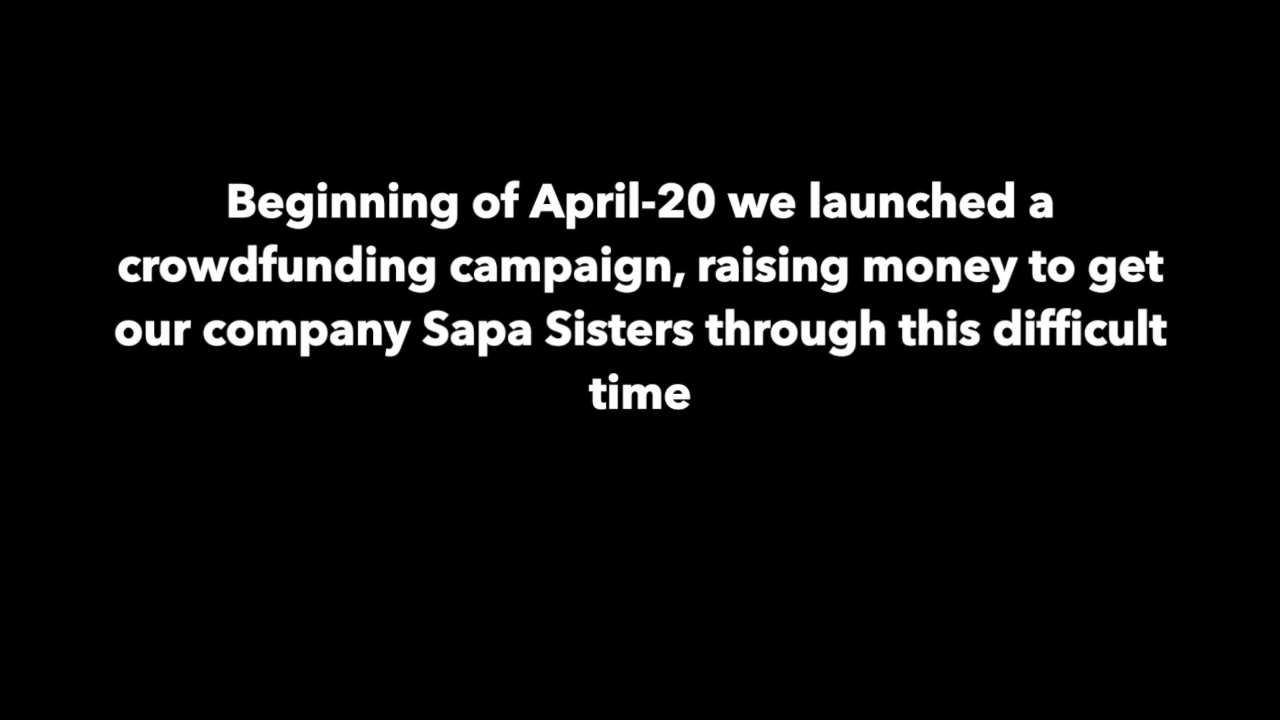 Beginning of April-20 we launched a
crowdfunding campaign, raising money to get
our company Sapa Sisters through this difficult
time